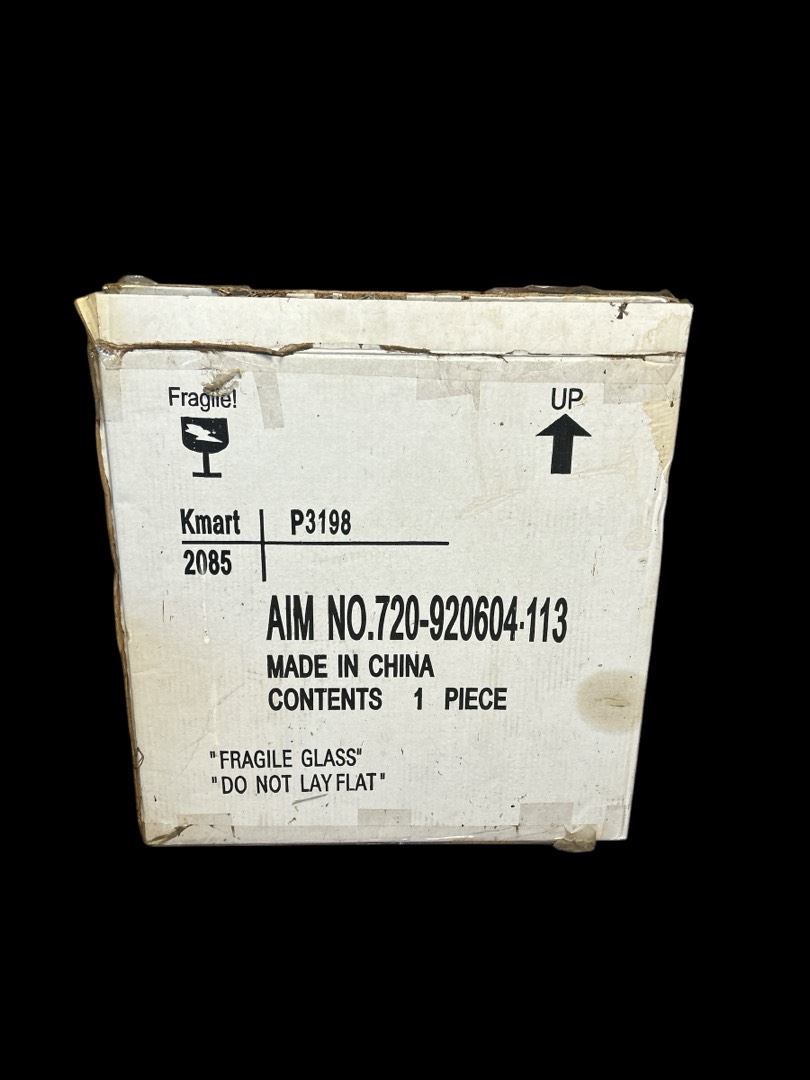 Fragile!
UP
Kmart P3198
2085
AIM NO.720-920604-113
MADE IN CHINA
CONTENTS 1 PIECE
"FRAGILE GLASS"
"DO NOT LAY FLAT"